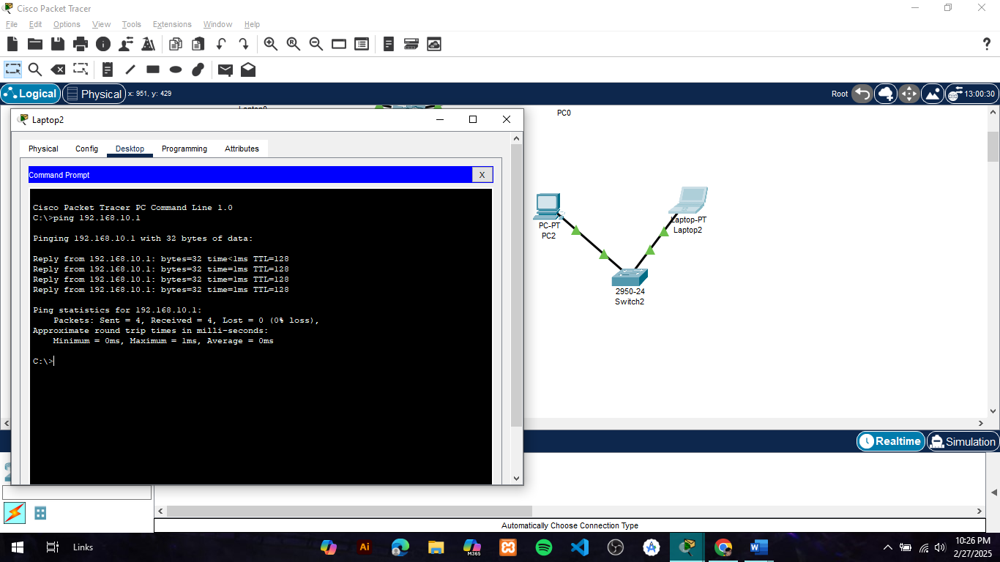 Cisco Packet Tracer
File Edit Options View Tools Extensions Window Help
Logical Physical x: 951, y: 429 Root 13:00:30
PC0
Laptop2
Physical Config Desktop Programming Attributes
Command Prompt X
Cisco Packet Tracer PC Command Line 1.0
C:\>ping 192.168.10.1
Pinging 192.168.10.1 with 32 bytes of data:
Reply from 192.168.10.1: bytes=32 time<1ms TTL=128
Reply from 192.168.10.1: bytes=32 time=1ms TTL=128
Reply from 192.168.10.1: bytes=32 time=1ms TTL=128
Reply from 192.168.10.1: bytes=32 time=1ms TTL=128
Ping statistics for 192.168.10.1:
Packets: Sent = 4, Received = 4, Lost = 0 (0% loss),
Approximate round trip times in milli-seconds:
Minimum = 0ms, Maximum = 1ms, Average = 0ms
C:\>
PC-PT
PC2
Laptop-PT
Laptop2
2950-24
Switch2
Realtime Simulation
Automatically Choose Connection Type
Links
Ai
M365
W
10:26 PM
2/27/2025